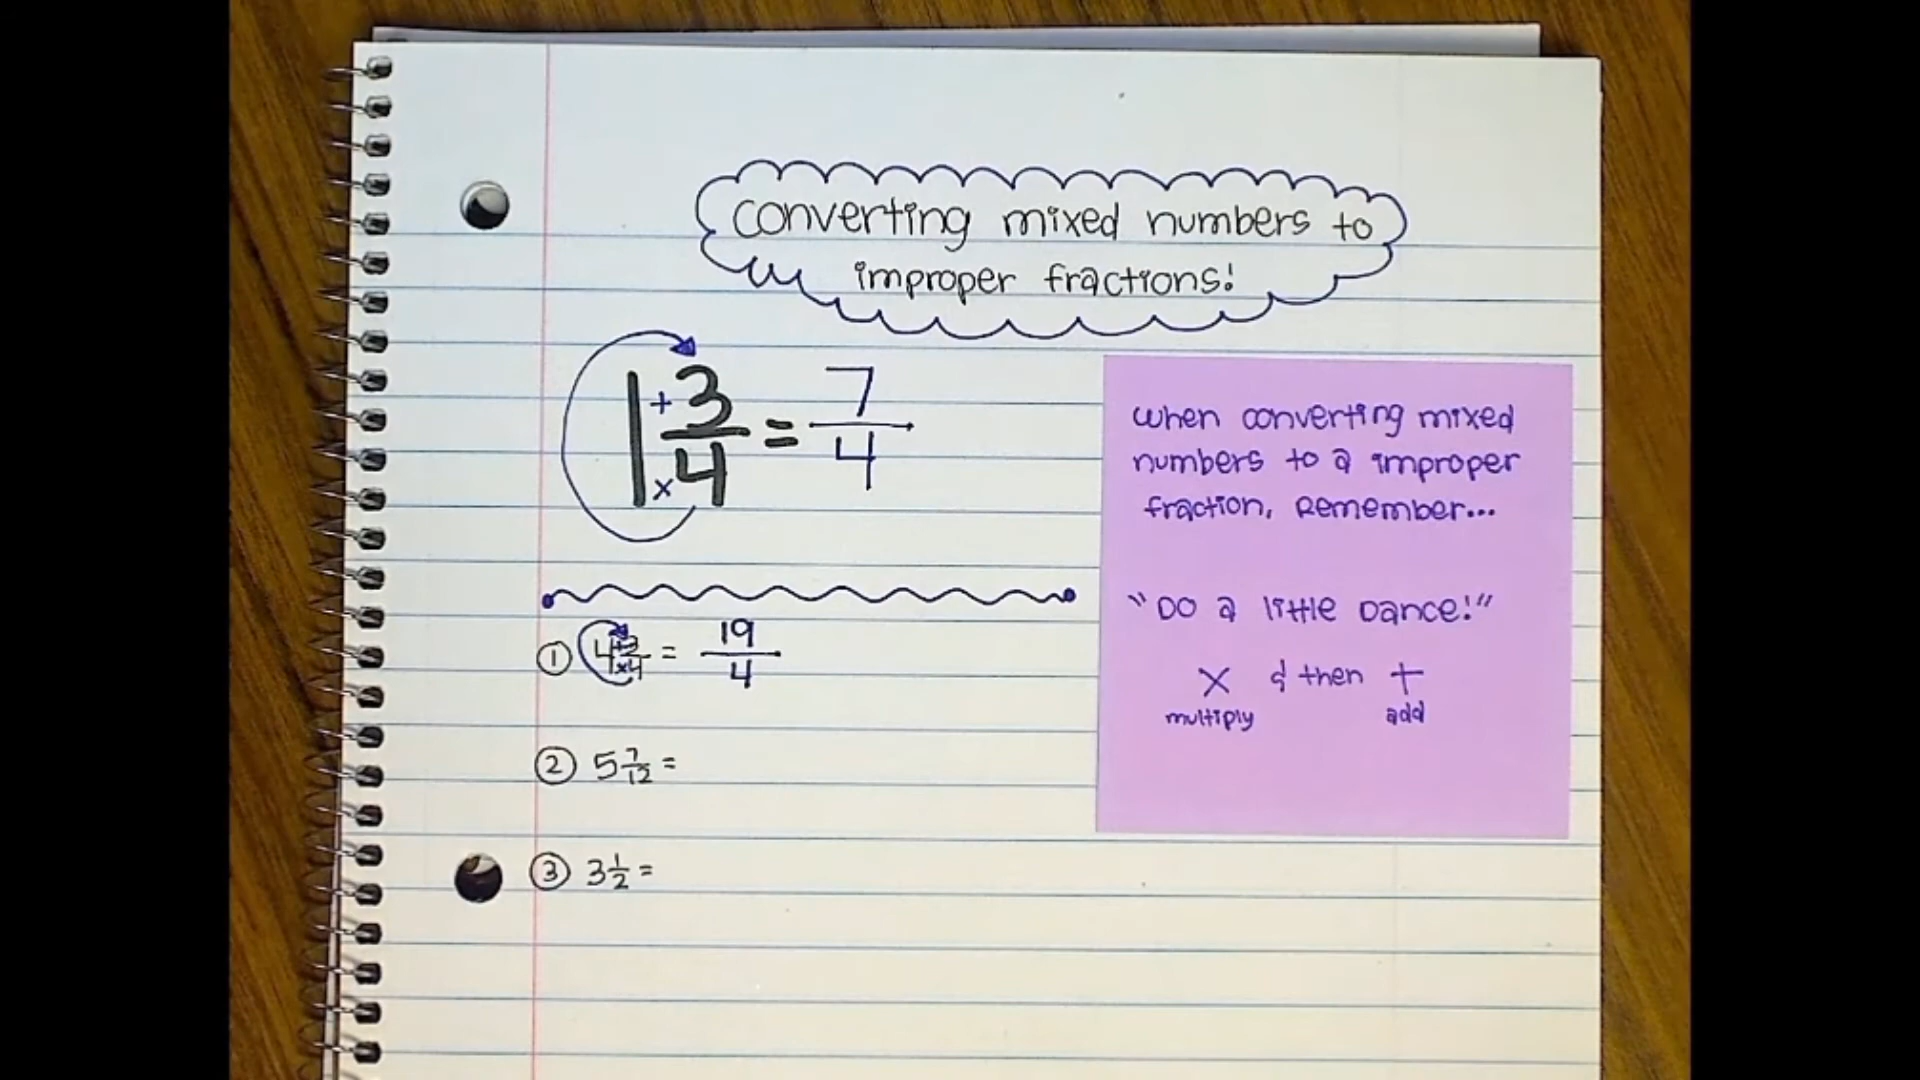 converting mixed numbers to
improper fractions!
1 + 3/4 x = 7/4
when converting mixed
numbers to a improper
fraction, Remember...
"Do a little Dance!"
x & then +
multiply add
① 4 + 3/4 x = 19/4
② 5 7/12 =
③ 3 1/2 =